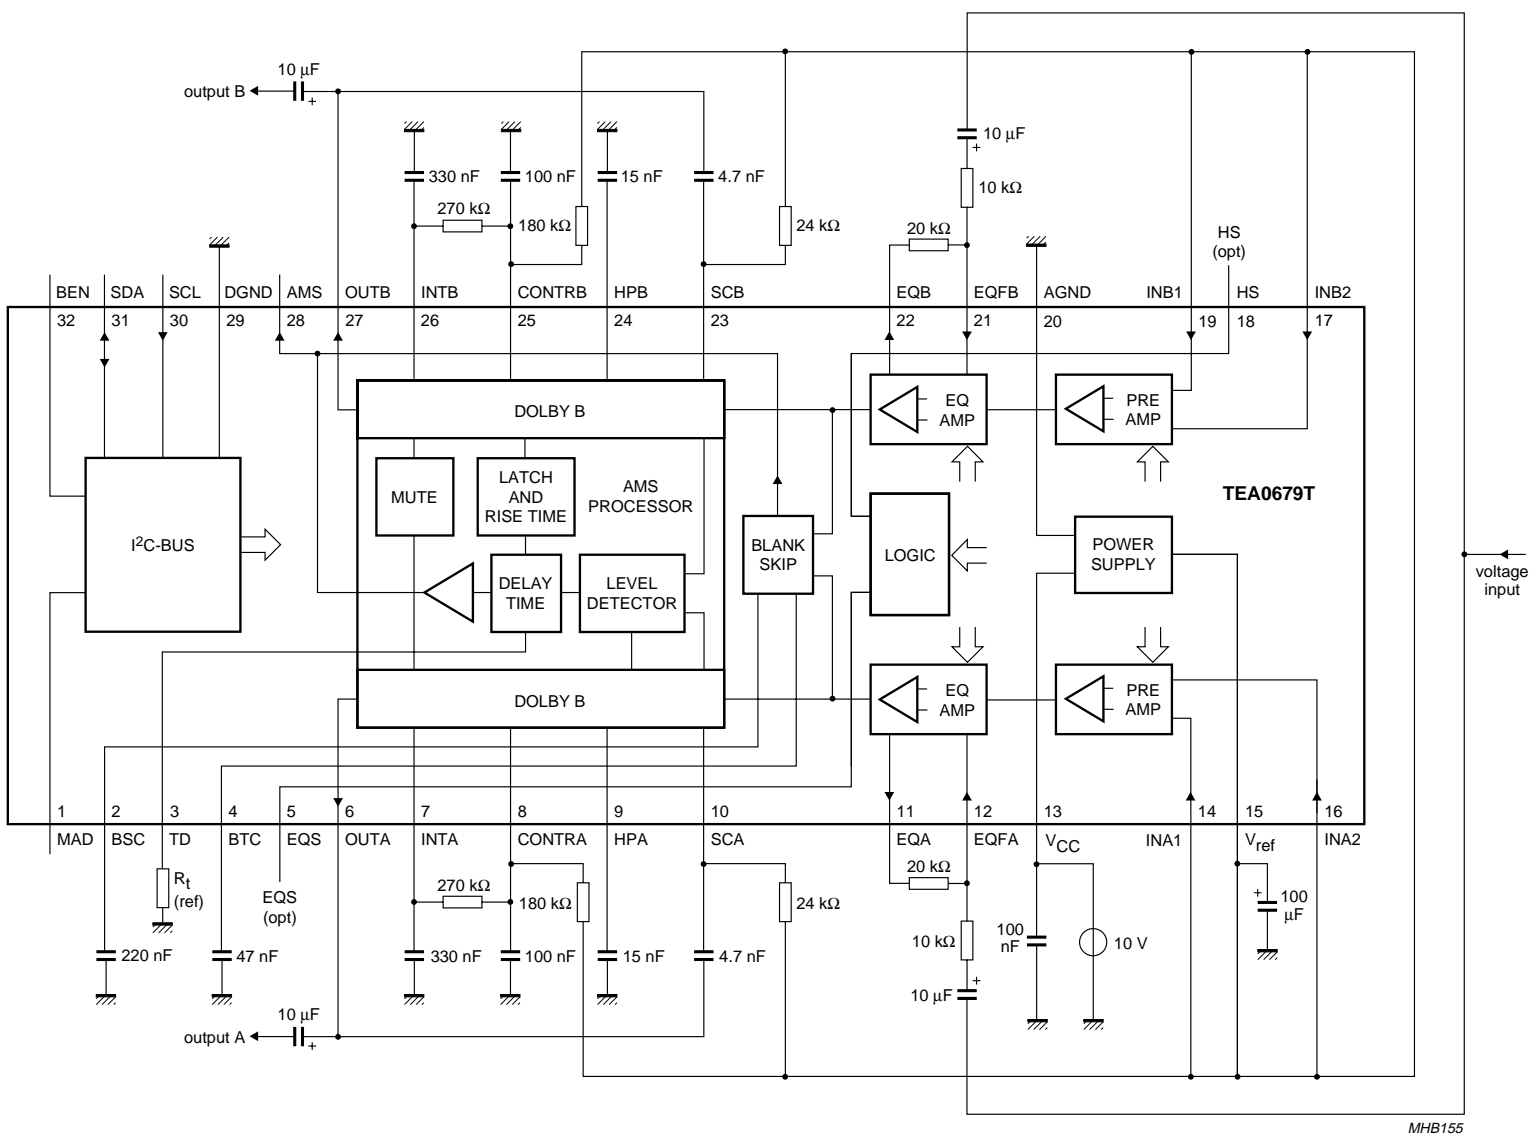 10 µF
output B
+
10 µF
+
330 nF
100 nF
15 nF
4.7 nF
10 kΩ
270 kΩ
180 kΩ
24 kΩ
20 kΩ
HS
(opt)
BEN SDA SCL DGND AMS OUTB INTB CONTRB HPB SCB EQB EQFB AGND INB1 HS INB2
32 31 30 29 28 27 26 25 24 23 22 21 20 19 18 17
DOLBY B
EQ
AMP
PRE
AMP
MUTE
LATCH
AND
RISE TIME
AMS
PROCESSOR
TEA0679T
I²C-BUS
BLANK
SKIP
LOGIC
POWER
SUPPLY
DELAY
TIME
LEVEL
DETECTOR
voltage
input
DOLBY B
EQ
AMP
PRE
AMP
1 2 3 4 5 6 7 8 9 10 11 12 13 14 15 16
MAD BSC TD BTC EQS OUTA INTA CONTRA HPA SCA EQA EQFA VCC INA1 Vref INA2
Rt
(ref)
EQS
(opt)
270 kΩ
180 kΩ
24 kΩ
20 kΩ
+
100
µF
220 nF
47 nF
330 nF
100 nF
15 nF
4.7 nF
10 kΩ
100
nF
10 V
10 µF
+
10 µF
output A
+
MHB155